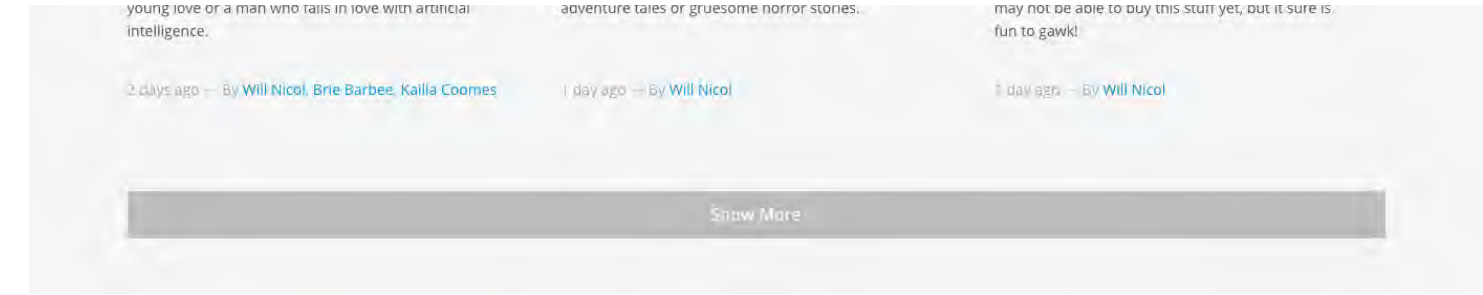 young love or a man who falls in love with artificial
intelligence.
2 days ago — By Will Nicol, Brie Barbee, Kailla Coomes
adventure tales or gruesome horror stories.
1 day ago — By Will Nicol
may not be able to buy this stuff yet, but it sure is
fun to gawk!
1 day ago — By Will Nicol
Show More